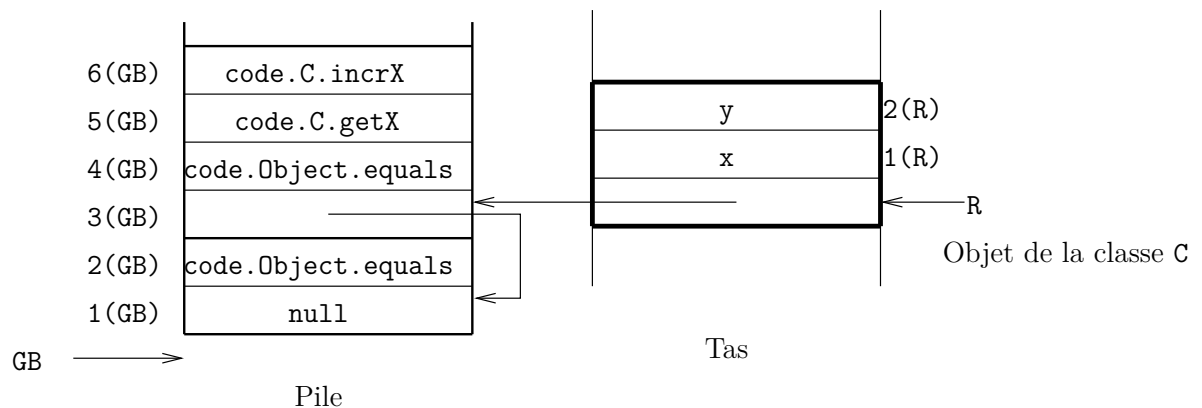 6(GB) code.C.incrX
5(GB) code.C.getX
4(GB) code.Object.equals
3(GB)
2(GB) code.Object.equals
1(GB) null
GB
Pile
y 2(R)
x 1(R)
R
Objet de la classe C
Tas